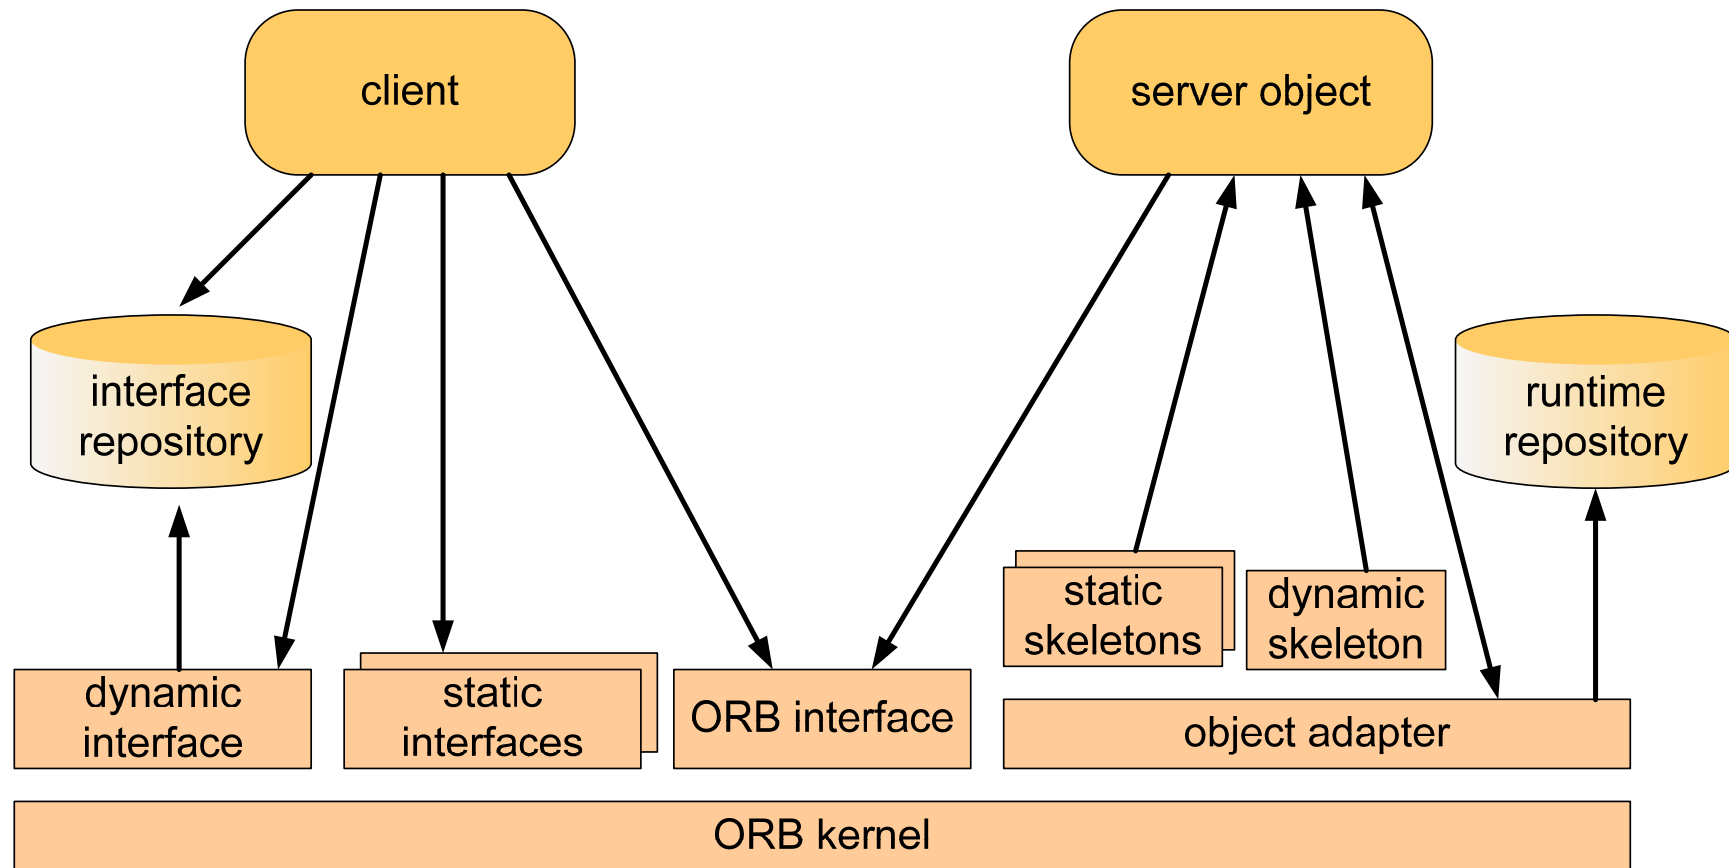 client
server object
interface
repository
runtime
repository
static
skeletons
dynamic
skeleton
dynamic
interface
static
interfaces
ORB interface
object adapter
ORB kernel